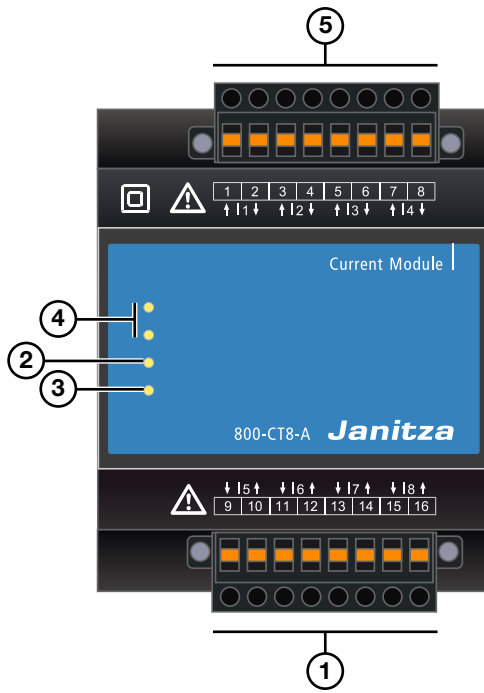 5
1 2 3 4 5 6 7 8
↑ I1 ↓ ↑ I2 ↓ ↑ I3 ↓ ↑ I4 ↓
Current Module
4
2
3
800-CT8-A Janitza
↓ I5 ↑ ↓ I6 ↑ ↓ I7 ↑ ↓ I8 ↑
9 10 11 12 13 14 15 16
1